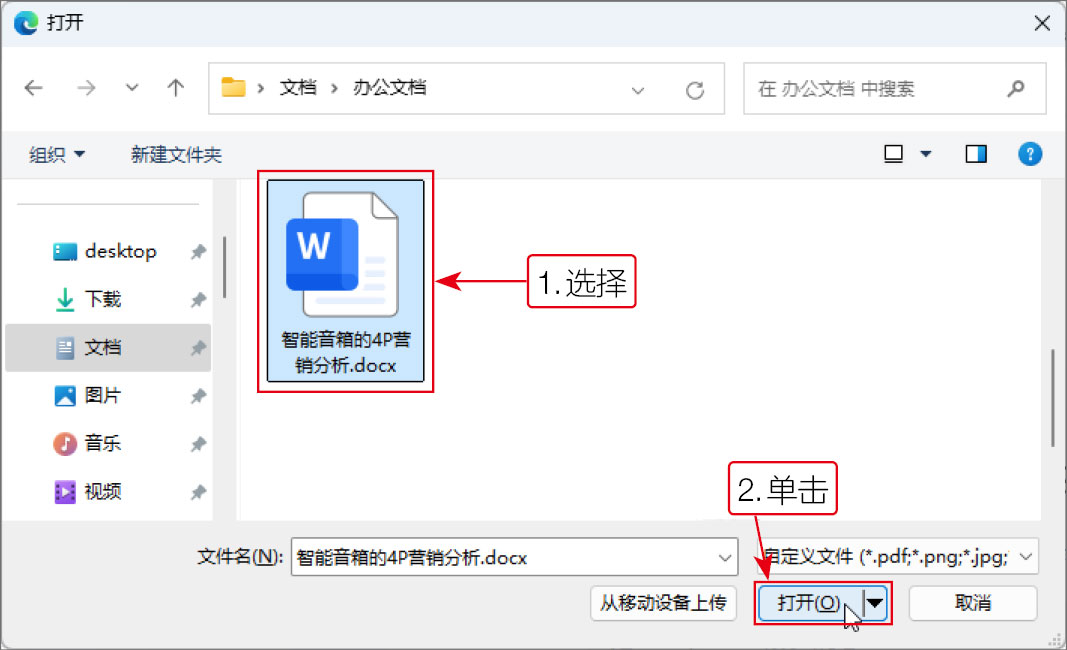 打开
文档 办公文档
在 办公文档 中搜索
组织 新建文件夹
desktop
下载
文档
图片
音乐
视频
W
智能音箱的4P营
销分析.docx
1.选择
2.单击
文件名(N): 智能音箱的4P营销分析.docx
自定义文件 (*.pdf;*.png;*.jpg;
从移动设备上传 打开(O) 取消